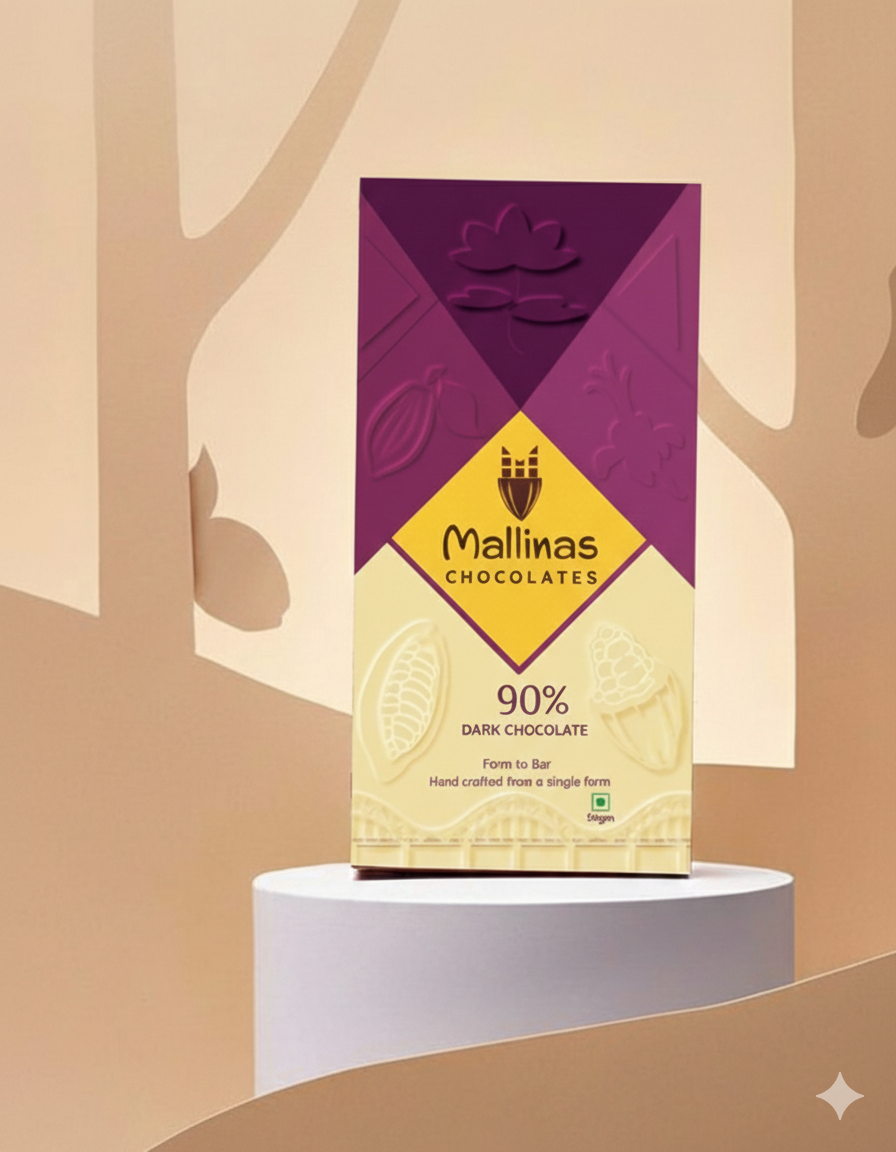 Mallinas
CHOCOLATES
90%
DARK CHOCOLATE
Form to Bar
Hand crafted from a single form